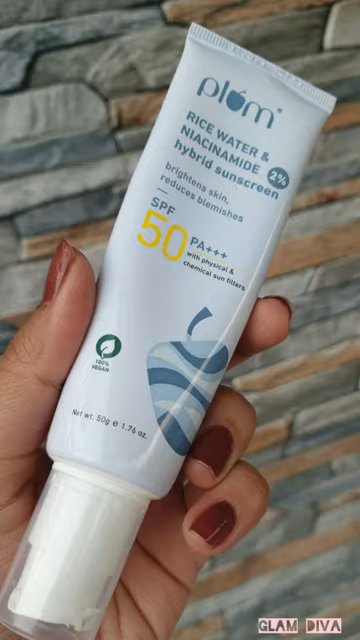 plum®
RICE WATER &
NIACINAMIDE
hybrid sunscreen
2%
brightens skin,
reduces blemishes
SPF
50
PA+++
with physical &
chemical sun filters
100%
VEGAN
Net wt. 50g e 1.76 oz.
GLAM DIVA